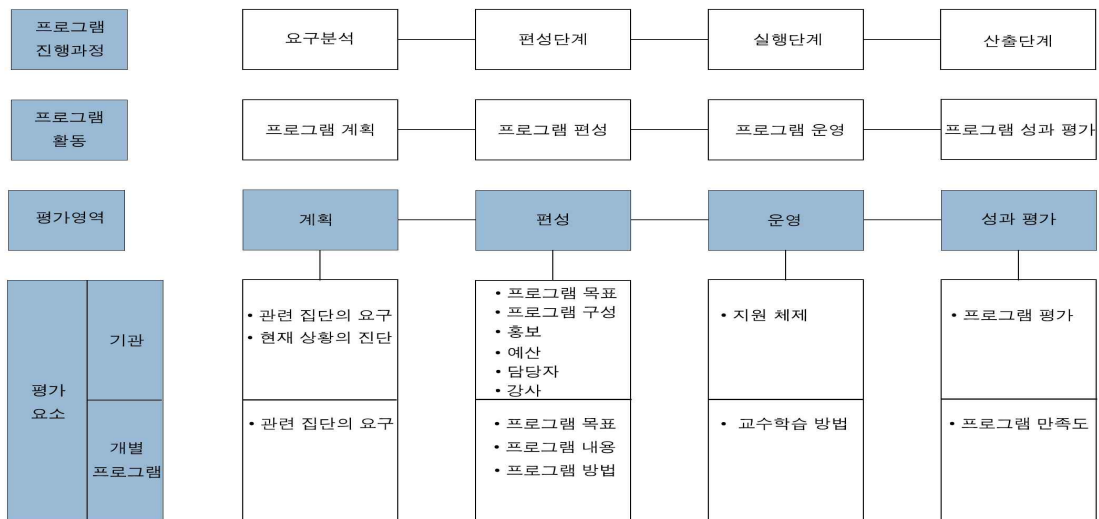 프로그램
진행과정
요구분석
편성단계
실행단계
산출단계
프로그램
활동
프로그램 계획
프로그램 편성
프로그램 운영
프로그램 성과 평가
평가영역
계획
편성
운영
성과 평가
평가
요소
기관
• 관련 집단의 요구
• 현재 상황의 진단
• 프로그램 목표
• 프로그램 구성
• 홍보
• 예산
• 담당자
• 강사
• 지원 체제
• 프로그램 평가
개별
프로그램
• 관련 집단의 요구
• 프로그램 목표
• 프로그램 내용
• 프로그램 방법
• 교수학습 방법
• 프로그램 만족도